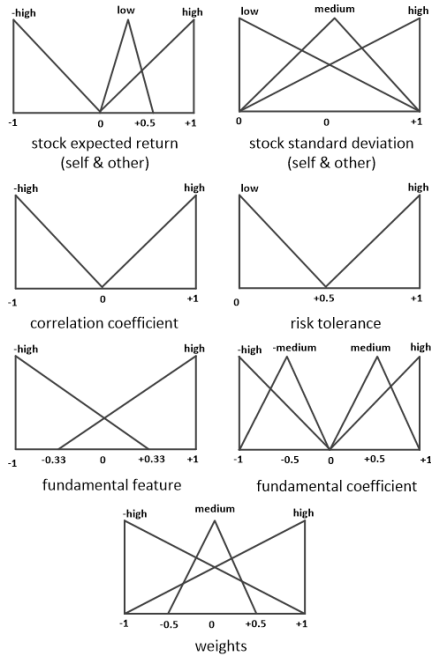 -high low high
-1 0 +0.5 +1
stock expected return
(self & other)
low medium high
0 0 +1
stock standard deviation
(self & other)
-high high
-1 0 +1
correlation coefficient
low high
0 +0.5 +1
risk tolerance
-high high
-1 -0.33 0 +0.33 +1
fundamental feature
-high -medium medium high
-1 -0.5 0 +0.5 +1
fundamental coefficient
-high medium high
-1 -0.5 0 +0.5 +1
weights